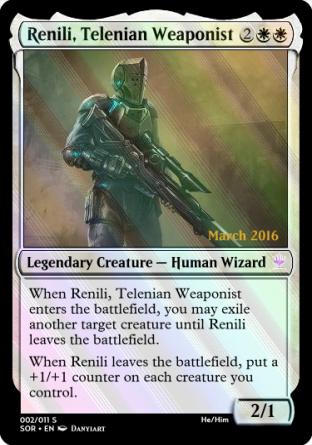 Renili, Telenian Weaponist 2
March 2016
Legendary Creature — Human Wizard
When Renili, Telenian Weaponist
enters the battlefield, you may exile
another target creature until Renili
leaves the battlefield.
When Renili leaves the battlefield, put a
+1/+1 counter on each creature you
control.
2/1
002/011 S He/Him
SOR • EN Danyiart